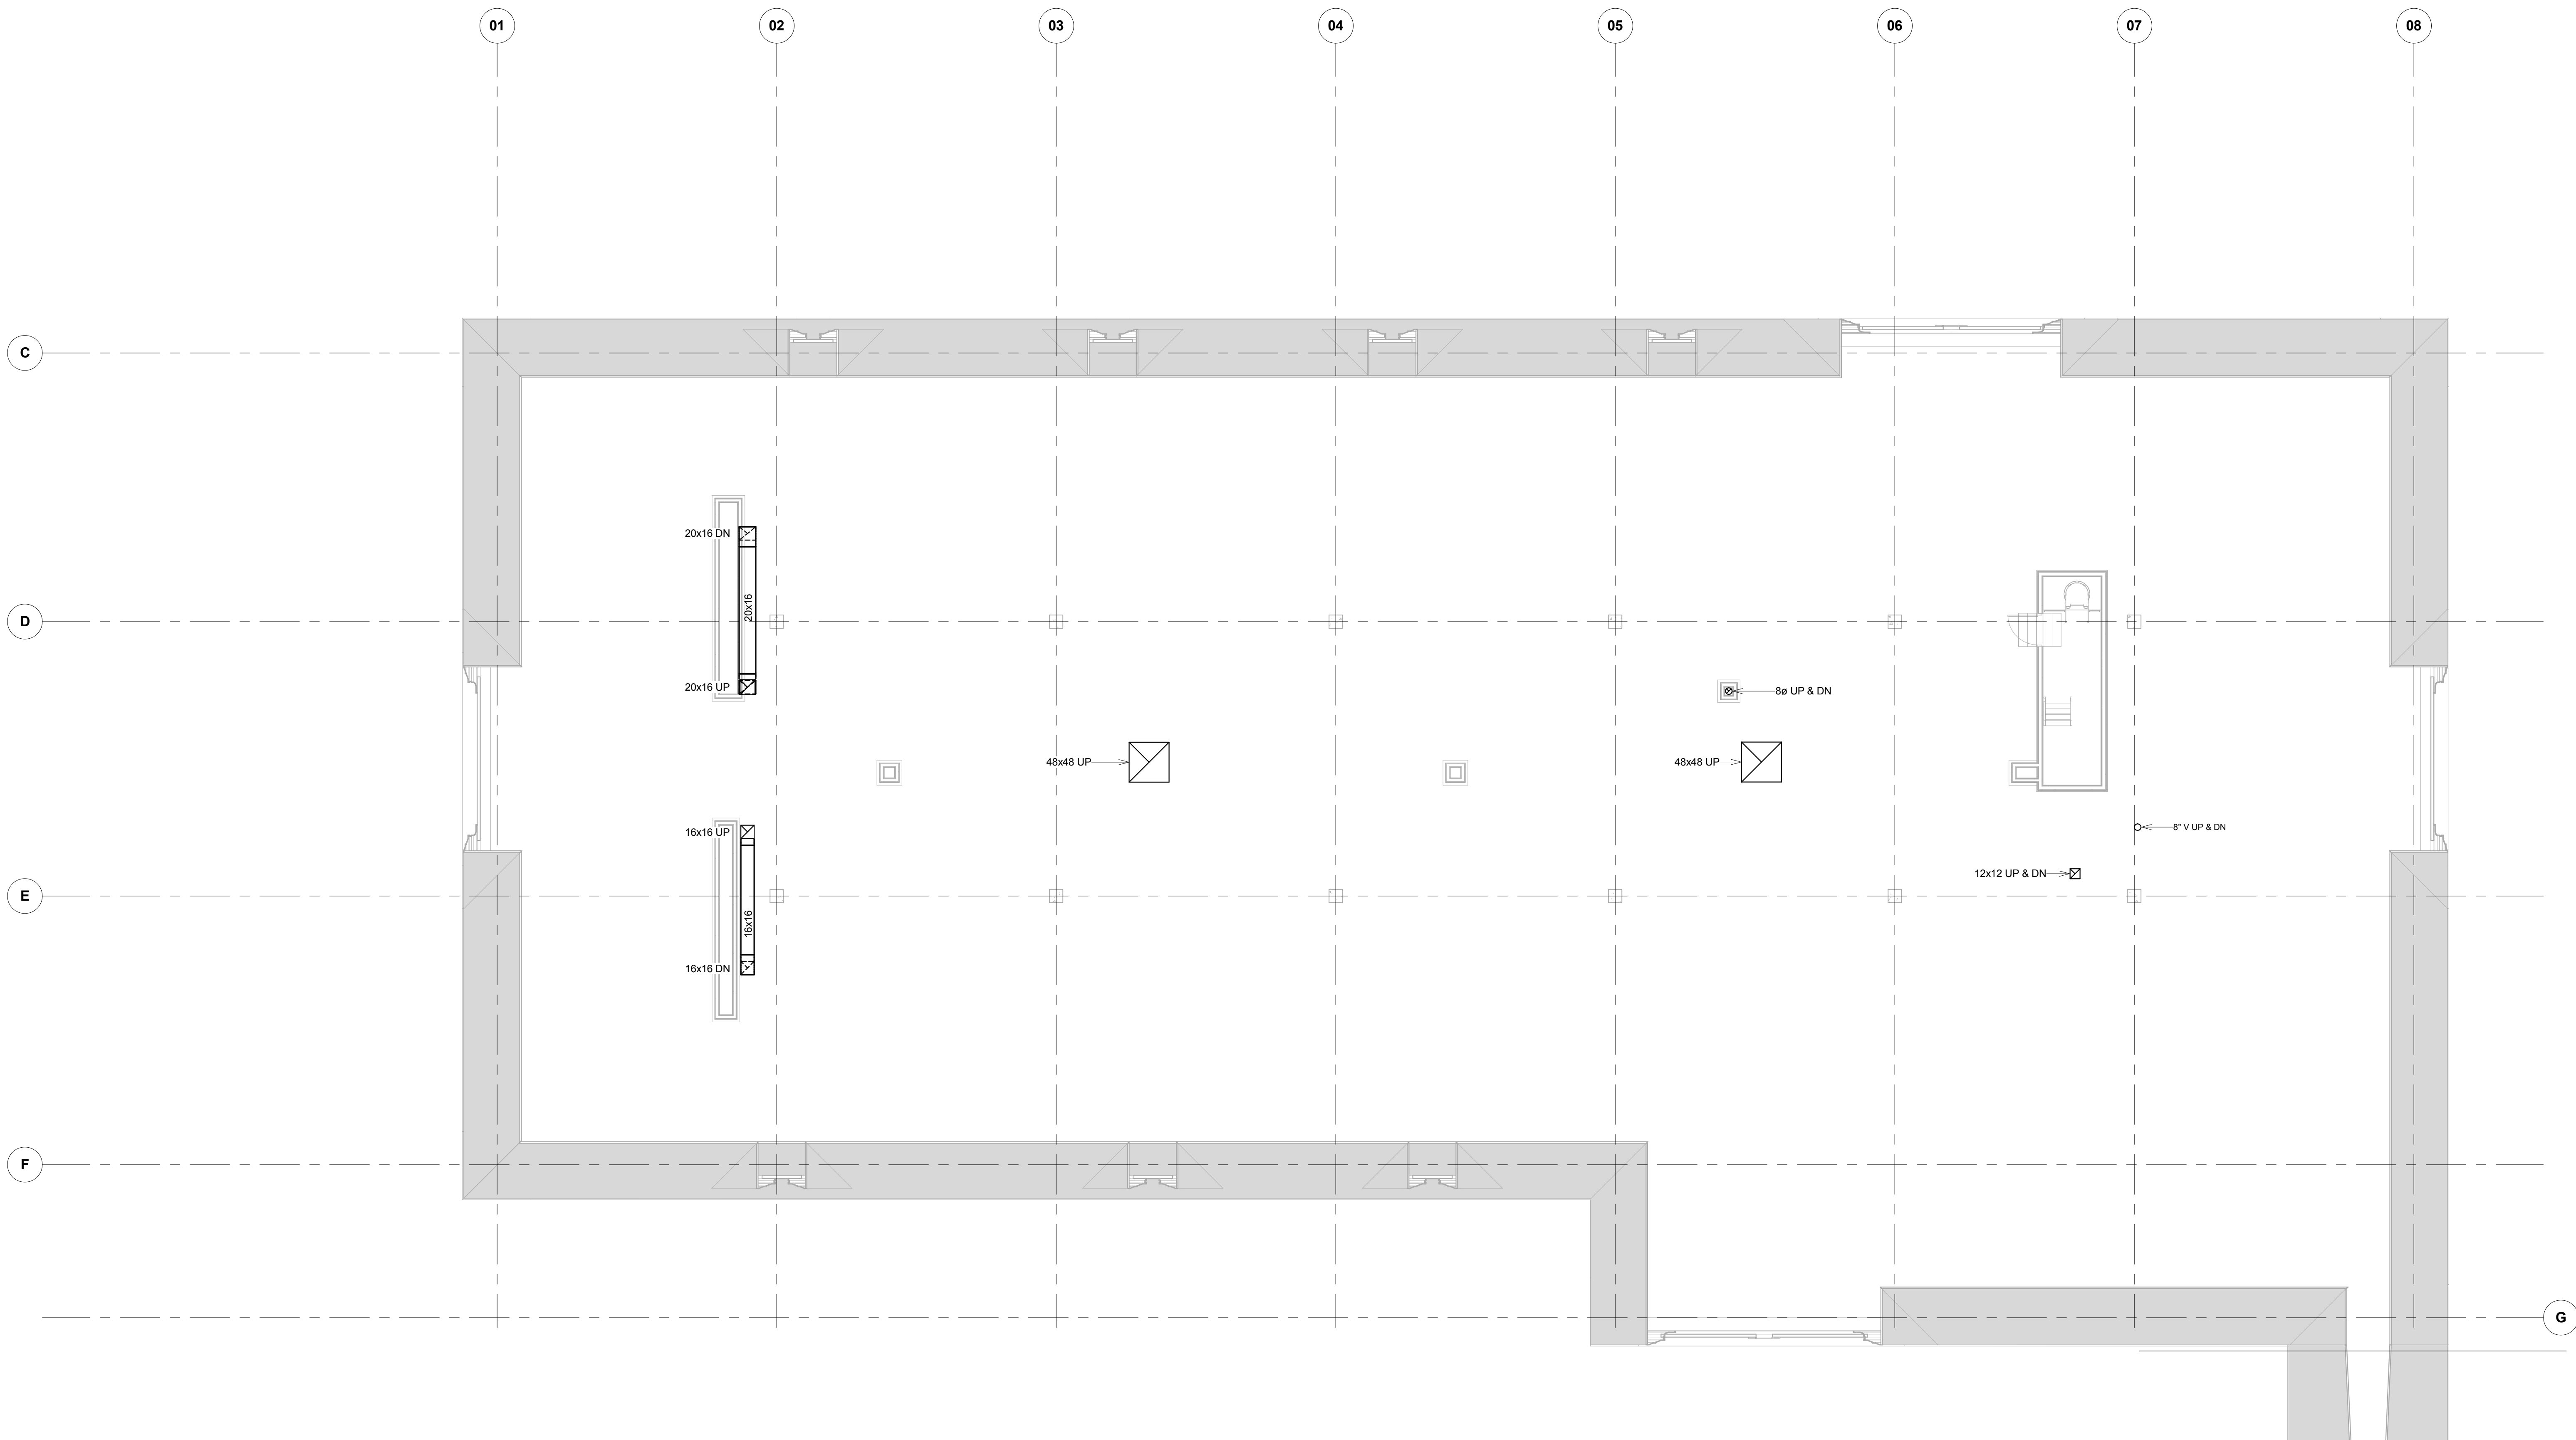 01
02
03
04
05
06
07
08
C
20x16 DN
20x16
D
20x16 UP
8ø UP & DN
48x48 UP
48x48 UP
16x16 UP
8" V UP & DN
12x12 UP & DN
E
16x16
16x16 DN
F
G